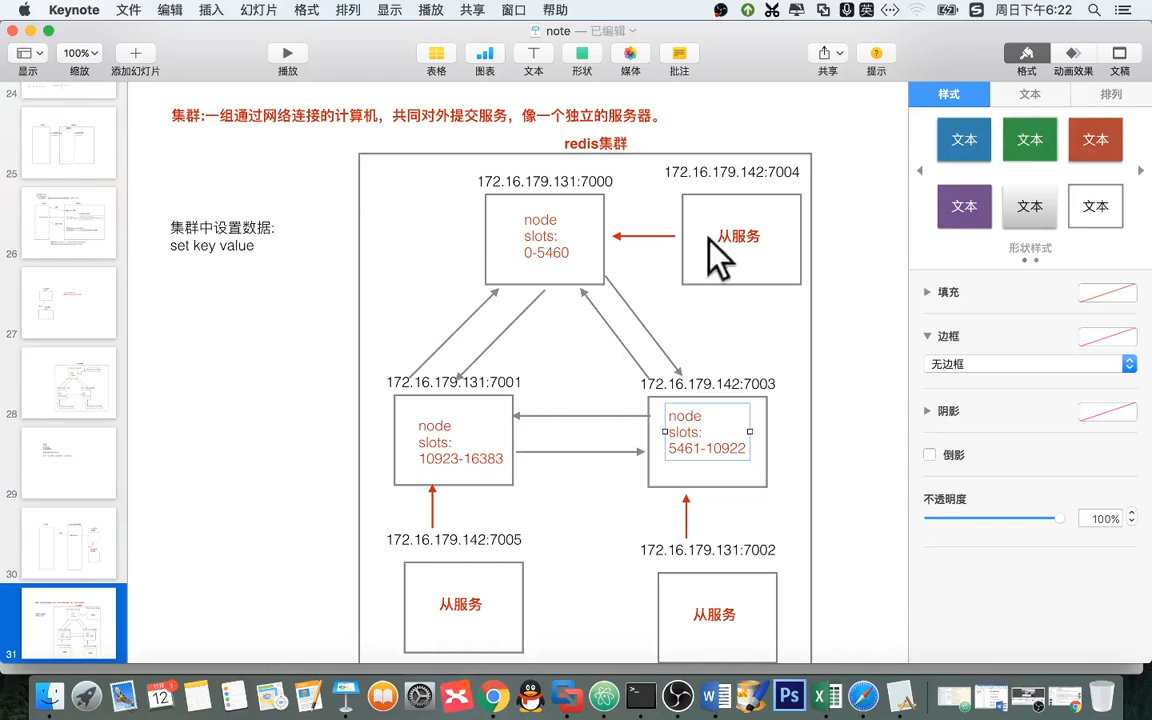 Keynote 文件 编辑 插入 幻灯片 格式 排列 显示 播放 共享 窗口 帮助 英 周日下午6:22
note — 已编辑
100%
显示 缩放 添加幻灯片 播放 表格 图表 文本 形状 媒体 批注 共享 提示 格式 动画效果 文稿
24
25
26
27
28
29
30
31
集群:一组通过网络连接的计算机，共同对外提交服务，像一个独立的服务器。
redis集群
172.16.179.131:7000
172.16.179.142:7004
node
slots:
0-5460
从服务
集群中设置数据:
set key value
172.16.179.131:7001
172.16.179.142:7003
node
slots:
10923-16383
node
slots:
5461-10922
172.16.179.142:7005
172.16.179.131:7002
从服务
从服务
样式 文本 排列
文本 文本 文本
文本 文本 文本
形状样式
填充
边框
无边框
阴影
倒影
不透明度
100%
12
Ps